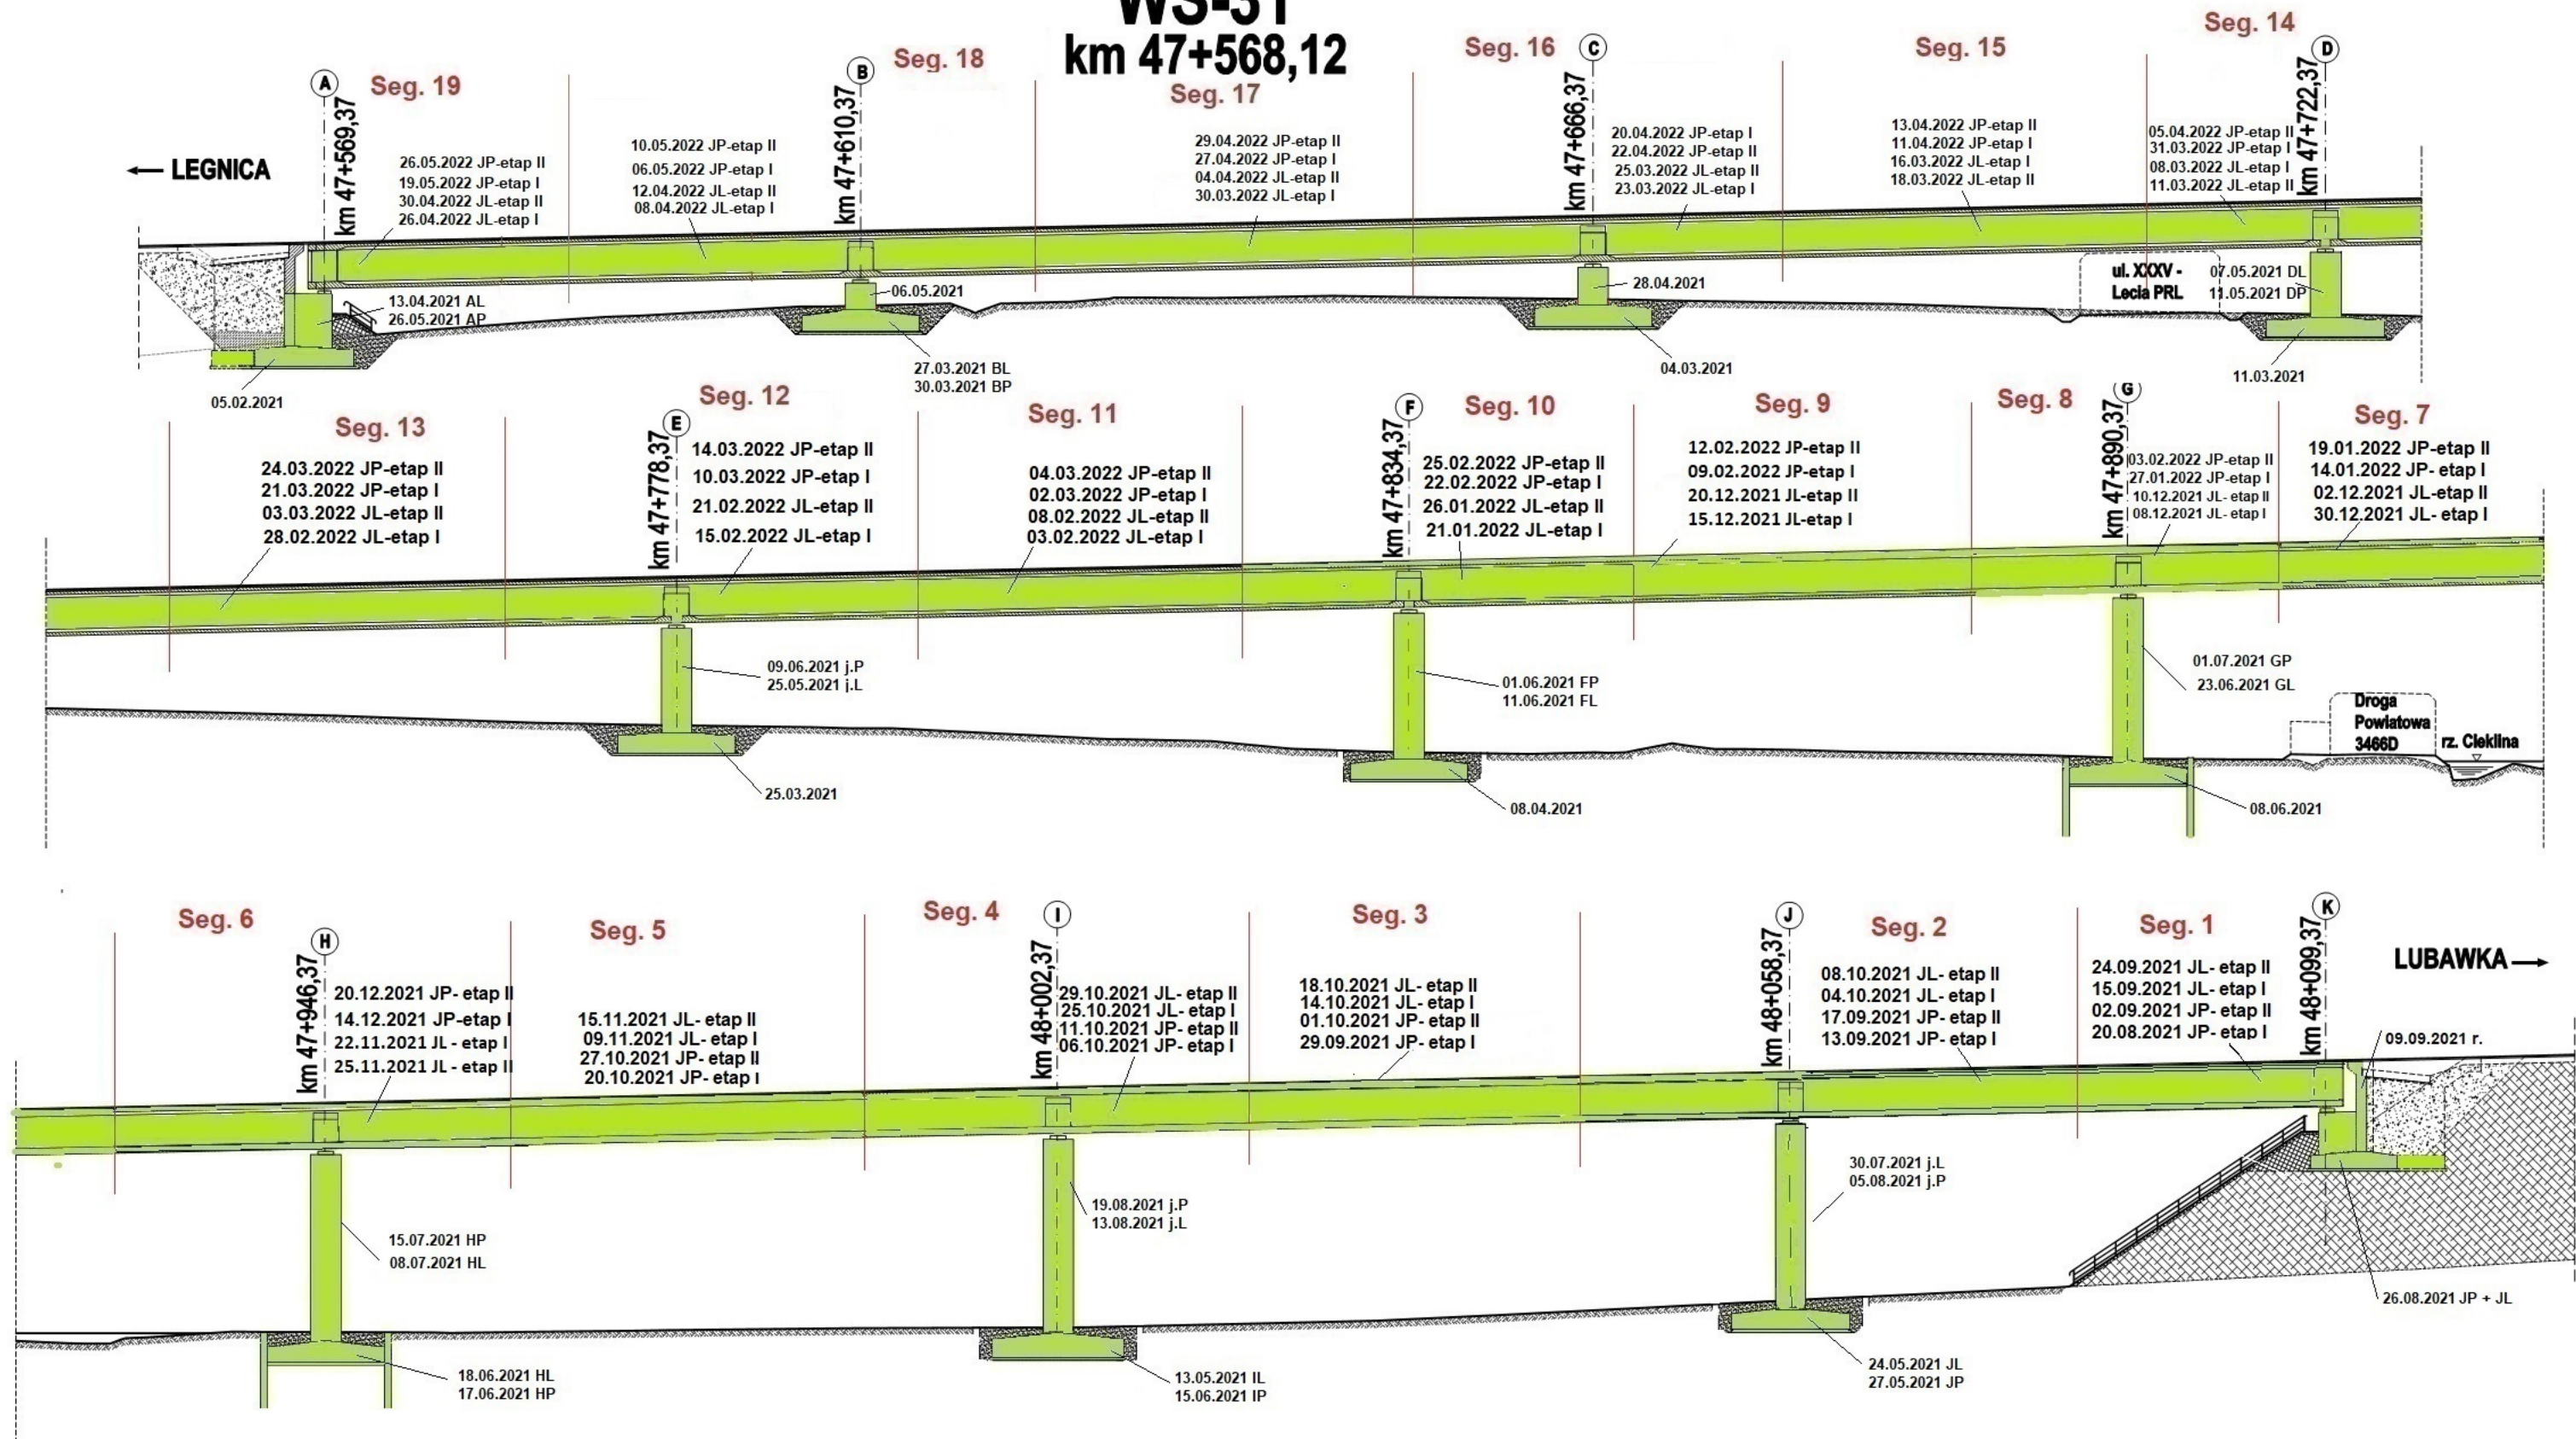 WS-31
km 47+568,12
Seg. 19
Seg. 18
Seg. 17
Seg. 16
Seg. 15
Seg. 14
A
km 47+569,37
B
km 47+610,37
C
km 47+666,37
D
km 47+722,37
← LEGNICA
26.05.2022 JP-etap II
19.05.2022 JP-etap I
30.04.2022 JL-etap II
26.04.2022 JL-etap I
10.05.2022 JP-etap II
06.05.2022 JP-etap I
12.04.2022 JL-etap II
08.04.2022 JL-etap I
29.04.2022 JP-etap II
27.04.2022 JP-etap I
04.04.2022 JL-etap II
30.03.2022 JL-etap I
20.04.2022 JP-etap I
22.04.2022 JP-etap II
25.03.2022 JL-etap II
23.03.2022 JL-etap I
13.04.2022 JP-etap II
11.04.2022 JP-etap I
16.03.2022 JL-etap I
18.03.2022 JL-etap II
05.04.2022 JP-etap II
31.03.2022 JP-etap I
08.03.2022 JL-etap I
11.03.2022 JL-etap II
13.04.2021 AL
26.05.2021 AP
06.05.2021
28.04.2021
ul. XXXV -
Lecia PRL
07.05.2021 DL
11.05.2021 DP
05.02.2021
27.03.2021 BL
30.03.2021 BP
04.03.2021
11.03.2021
Seg. 13
Seg. 12
Seg. 11
Seg. 10
Seg. 9
Seg. 8
Seg. 7
E
km 47+778,37
F
km 47+834,37
G
km 47+890,37
24.03.2022 JP-etap II
21.03.2022 JP-etap I
03.03.2022 JL-etap II
28.02.2022 JL-etap I
14.03.2022 JP-etap II
10.03.2022 JP-etap I
21.02.2022 JL-etap II
15.02.2022 JL-etap I
04.03.2022 JP-etap II
02.03.2022 JP-etap I
08.02.2022 JL-etap II
03.02.2022 JL-etap I
25.02.2022 JP-etap II
22.02.2022 JP-etap I
26.01.2022 JL-etap II
21.01.2022 JL-etap I
12.02.2022 JP-etap II
09.02.2022 JP-etap I
20.12.2021 JL-etap II
15.12.2021 JL-etap I
03.02.2022 JP-etap II
27.01.2022 JP-etap I
10.12.2021 JL- etap II
08.12.2021 JL- etap I
19.01.2022 JP-etap II
14.01.2022 JP- etap I
02.12.2021 JL-etap II
30.12.2021 JL- etap I
09.06.2021 j.P
25.05.2021 j.L
01.06.2021 FP
11.06.2021 FL
01.07.2021 GP
23.06.2021 GL
Droga
Powiatowa
3466D
rz. Cieklina
25.03.2021
08.04.2021
08.06.2021
Seg. 6
Seg. 5
Seg. 4
Seg. 3
Seg. 2
Seg. 1
H
km 47+946,37
I
km 48+002,37
J
km 48+058,37
K
km 48+099,37
LUBAWKA →
20.12.2021 JP- etap II
14.12.2021 JP-etap I
22.11.2021 JL - etap I
25.11.2021 JL - etap II
15.11.2021 JL- etap II
09.11.2021 JL- etap I
27.10.2021 JP- etap II
20.10.2021 JP- etap I
29.10.2021 JL- etap II
25.10.2021 JL- etap I
11.10.2021 JP- etap II
06.10.2021 JP- etap I
18.10.2021 JL- etap II
14.10.2021 JL- etap I
01.10.2021 JP- etap II
29.09.2021 JP- etap I
08.10.2021 JL- etap II
04.10.2021 JL- etap I
17.09.2021 JP- etap II
13.09.2021 JP- etap I
24.09.2021 JL- etap II
15.09.2021 JL- etap I
02.09.2021 JP- etap II
20.08.2021 JP- etap I
09.09.2021 r.
15.07.2021 HP
08.07.2021 HL
19.08.2021 j.P
13.08.2021 j.L
30.07.2021 j.L
05.08.2021 j.P
26.08.2021 JP + JL
18.06.2021 HL
17.06.2021 HP
13.05.2021 IL
15.06.2021 IP
24.05.2021 JL
27.05.2021 JP